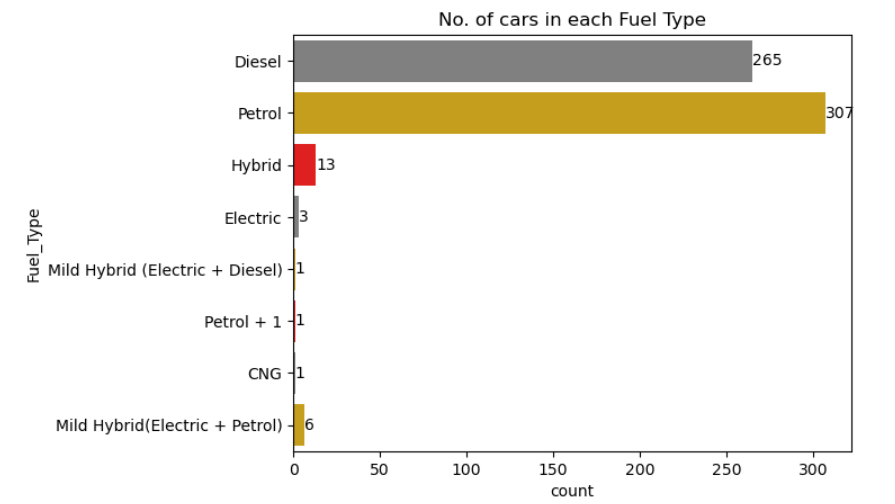 No. of cars in each Fuel Type
Diesel 265
Petrol 307
Hybrid 13
Electric 3
Mild Hybrid (Electric + Diesel) 1
Petrol + 1 1
CNG 1
Mild Hybrid(Electric + Petrol) 6
Fuel_Type
0 50 100 150 200 250 300
count